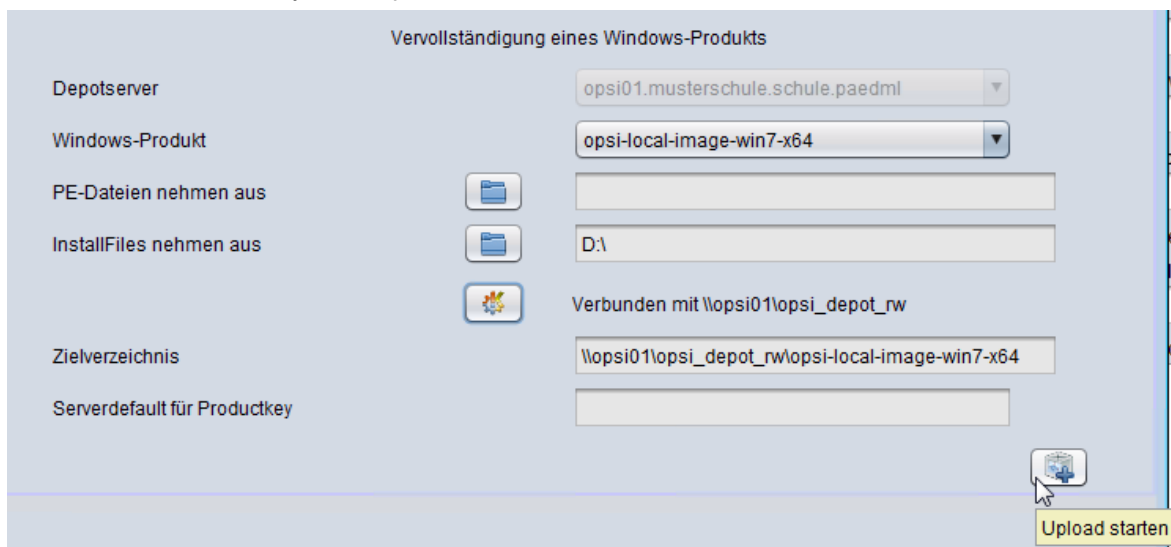 Vervollständigung eines Windows-Produkts
Depotserver opsi01.musterschule.schule.paedml
Windows-Produkt opsi-local-image-win7-x64
PE-Dateien nehmen aus
InstallFiles nehmen aus D:\
Verbunden mit \\opsi01\opsi_depot_rw
Zielverzeichnis \\opsi01\opsi_depot_rw\opsi-local-image-win7-x64
Serverdefault für Productkey
Upload starten